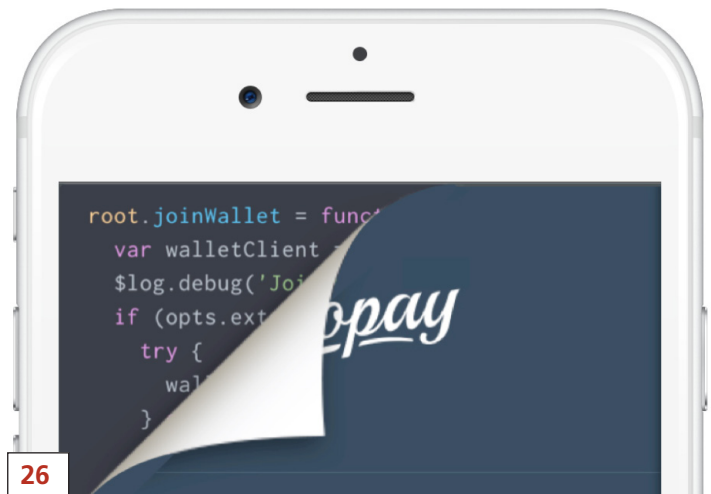 root.joinWallet = func
var walletClient =
$log.debug('Joi
if (opts.ext
try {
wal
}
opay
26